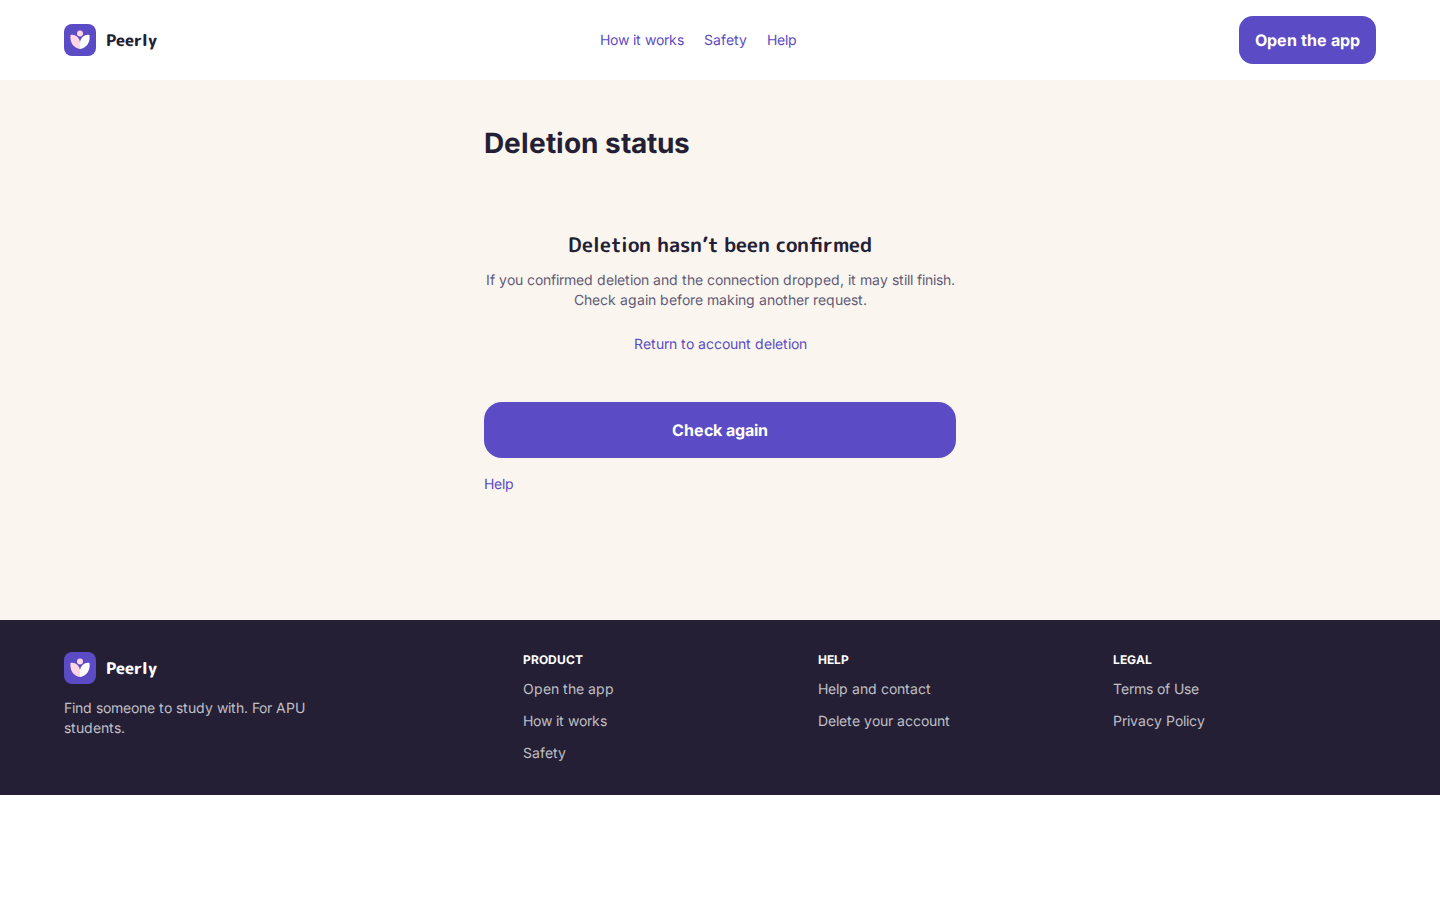 Peerly
How it works
Safety
Help
Open the app
Deletion status
Deletion hasn’t been confirmed
If you confirmed deletion and the connection dropped, it may still finish.
Check again before making another request.
Return to account deletion
Check again
Help
Peerly
Find someone to study with. For APU
students.
PRODUCT
Open the app
How it works
Safety
HELP
Help and contact
Delete your account
LEGAL
Terms of Use
Privacy Policy